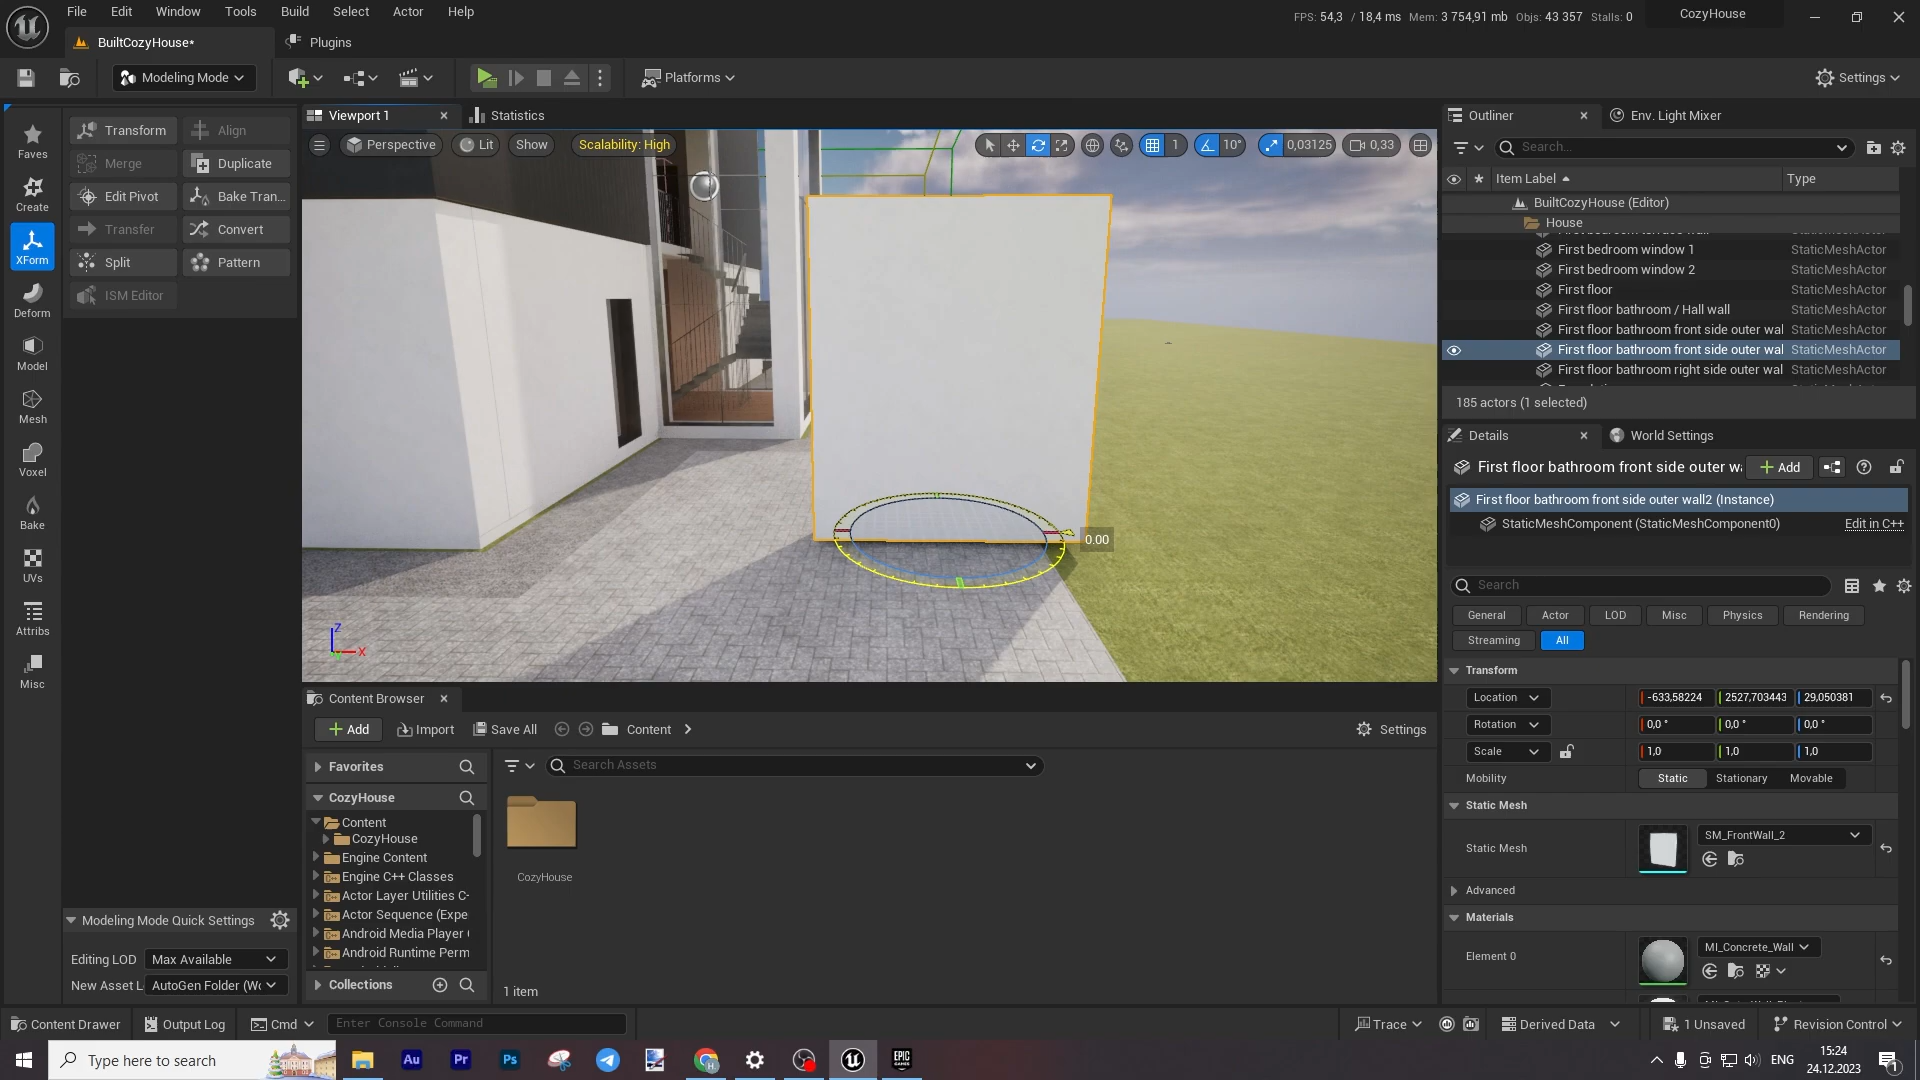 File Edit Window Tools Build Select Actor Help
FPS: 54,3 / 18,4 ms Mem: 3 754,91 mb Objs: 43 357 Stalls: 0
CozyHouse
BuiltCozyHouse*
Plugins
Modeling Mode
Platforms
Settings
Faves
Create
XForm
Deform
Model
Mesh
Voxel
Bake
UVs
Attribs
Misc
Transform
Align
Merge
Duplicate
Edit Pivot
Bake Tran...
Transfer
Convert
Split
Pattern
ISM Editor
Modeling Mode Quick Settings
Editing LOD
Max Available
New Asset L
AutoGen Folder (Wo
Viewport 1
Statistics
Perspective
Lit
Show
Scalability: High
1
10°
0,03125
0,33
0.00
Z
X
Content Browser
Add
Import
Save All
Content
Settings
Favorites
CozyHouse
Content
CozyHouse
Engine Content
Engine C++ Classes
Actor Layer Utilities C-
Actor Sequence (Expe
Android Media Player
Android Runtime Perm
Collections
Search Assets
CozyHouse
1 item
Outliner
Env. Light Mixer
Search...
Item Label
Type
BuiltCozyHouse (Editor)
House
First bedroom window 1 StaticMeshActor
First bedroom window 2 StaticMeshActor
First floor StaticMeshActor
First floor bathroom / Hall wall StaticMeshActor
First floor bathroom front side outer wal StaticMeshActor
First floor bathroom front side outer wal StaticMeshActor
First floor bathroom right side outer wal StaticMeshActor
185 actors (1 selected)
Details
World Settings
First floor bathroom front side outer w
Add
First floor bathroom front side outer wall2 (Instance)
StaticMeshComponent (StaticMeshComponent0)
Edit in C++
Search
General
Actor
LOD
Misc
Physics
Rendering
Streaming
All
Transform
Location
-633,58224 2527,703443 29,050381
Rotation
0,0 ° 0,0 ° 0,0 °
Scale
1,0 1,0 1,0
Mobility
Static Stationary Movable
Static Mesh
Static Mesh
SM_FrontWall_2
Advanced
Materials
Element 0
MI_Concrete_Wall
Content Drawer
Output Log
Cmd
Enter Console Command
Trace
Derived Data
1 Unsaved
Revision Control
Type here to search
Au
Pr
Ps
EPIC GAMES
ENG
15:24
24.12.2023
1